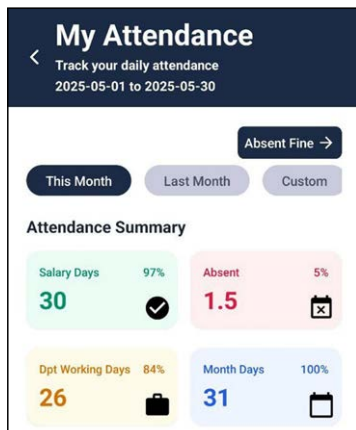 My Attendance
Track your daily attendance
2025-05-01 to 2025-05-30
Absent Fine →
This Month Last Month Custom
Attendance Summary
Salary Days 97% Absent 5%
30 1.5
Dpt Working Days 84% Month Days 100%
26 31